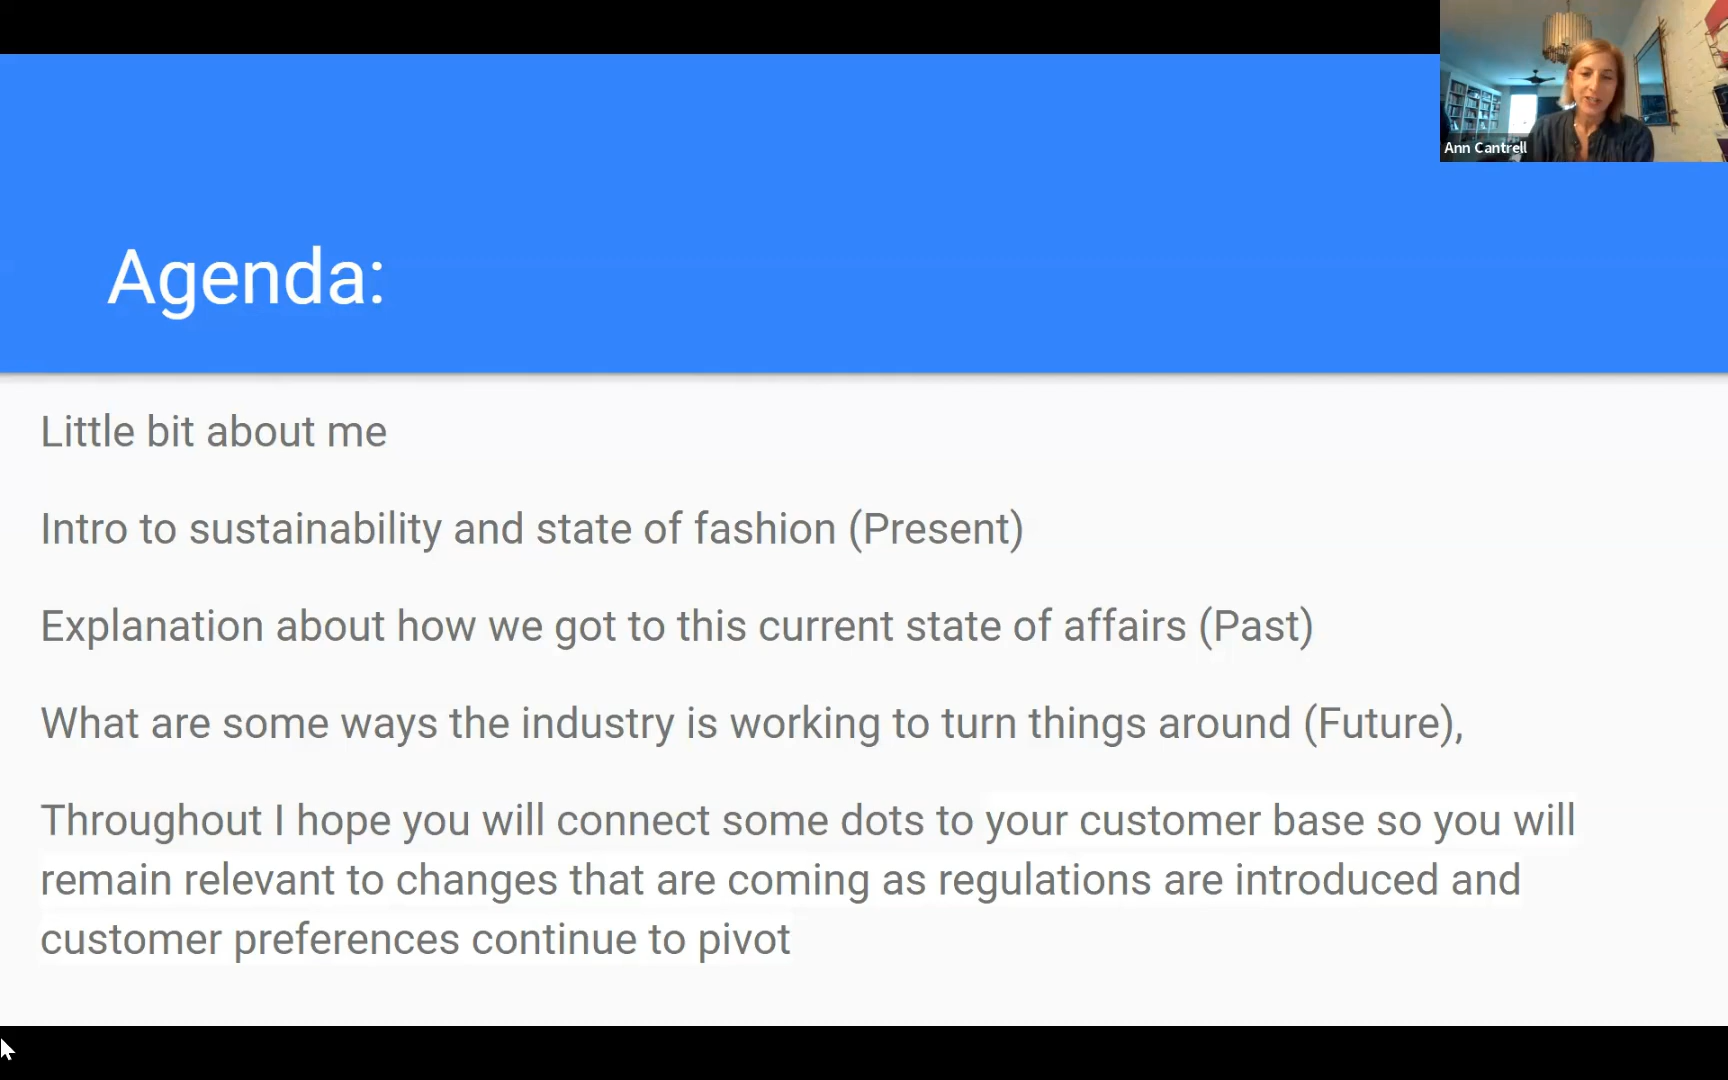 Ann Cantrell
Agenda:
Little bit about me
Intro to sustainability and state of fashion (Present)
Explanation about how we got to this current state of affairs (Past)
What are some ways the industry is working to turn things around (Future),
Throughout I hope you will connect some dots to your customer base so you will
remain relevant to changes that are coming as regulations are introduced and
customer preferences continue to pivot